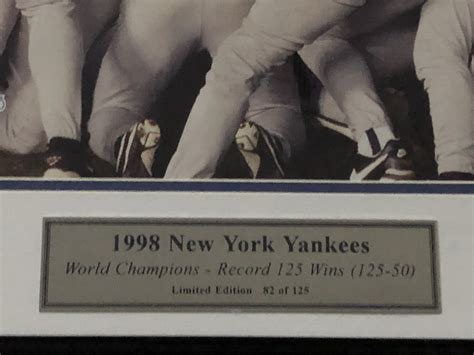 1998 New York Yankees
World Champions - Record 125 Wins (125-50)
Limited Edition 82 of 125